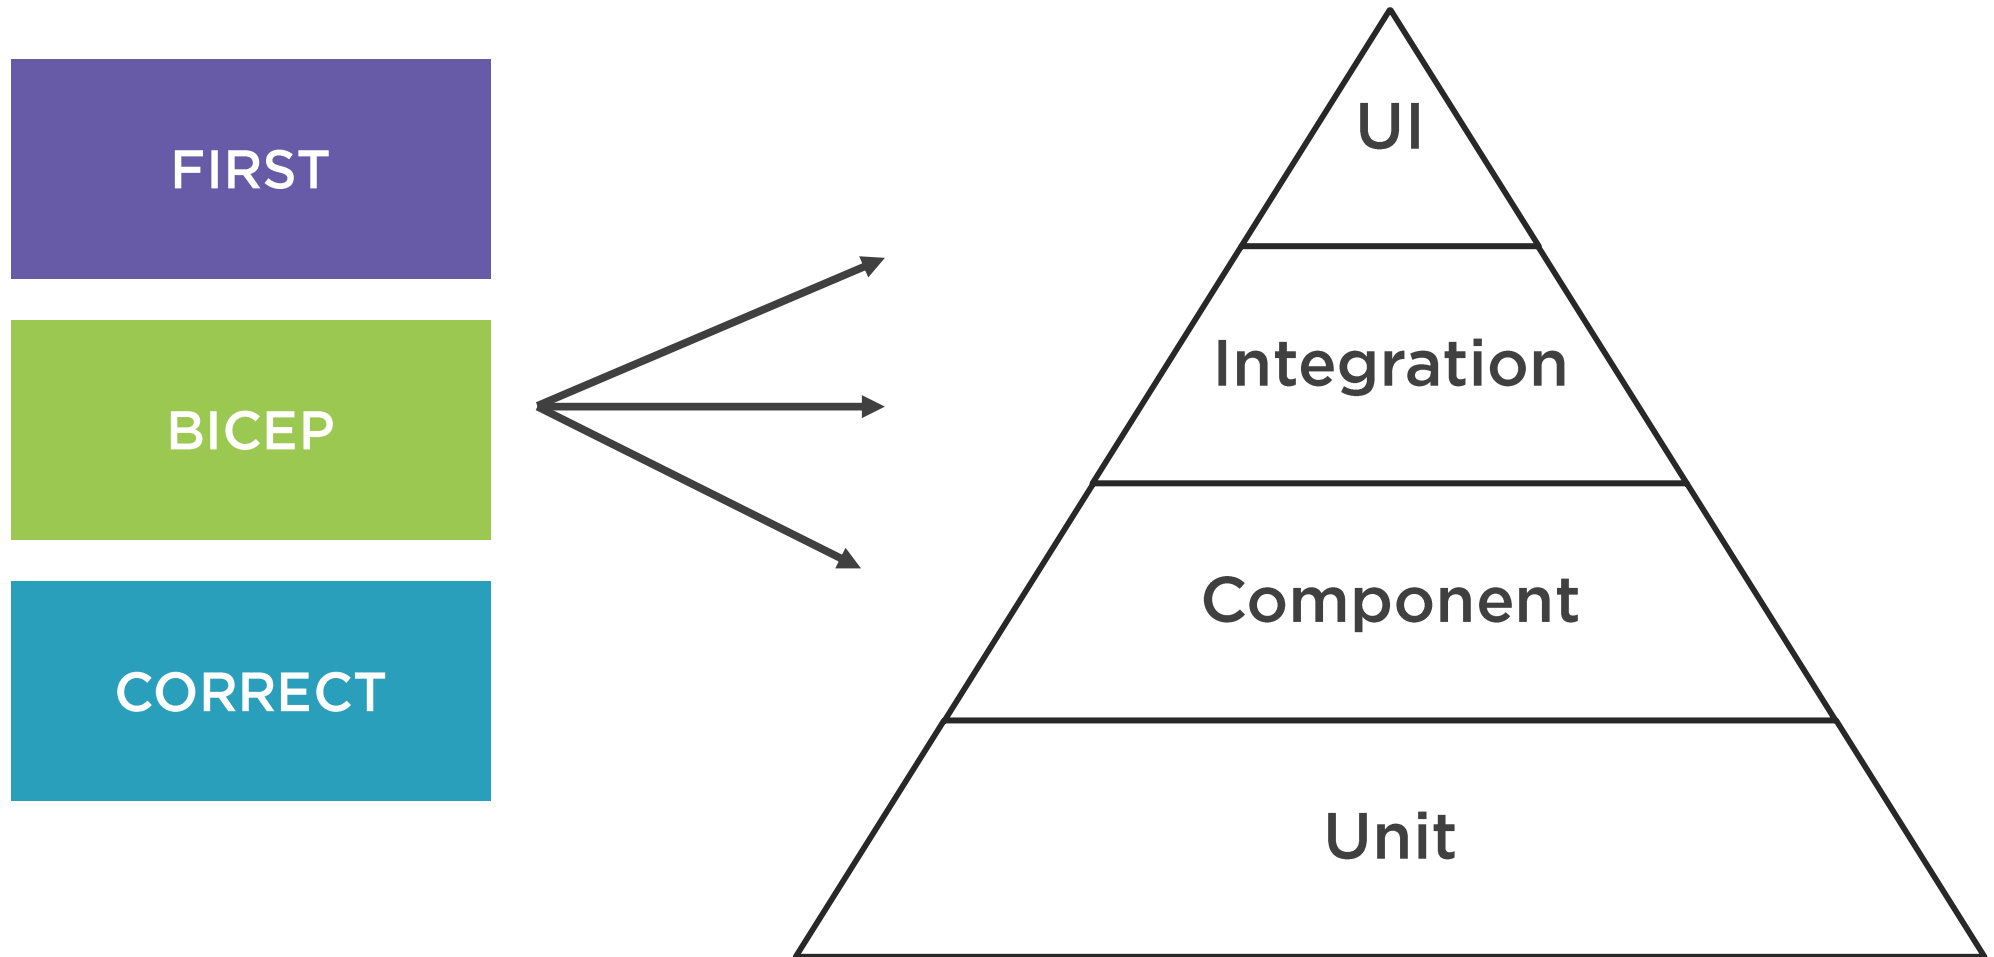 FIRST
BICEP
CORRECT
UI
Integration
Component
Unit